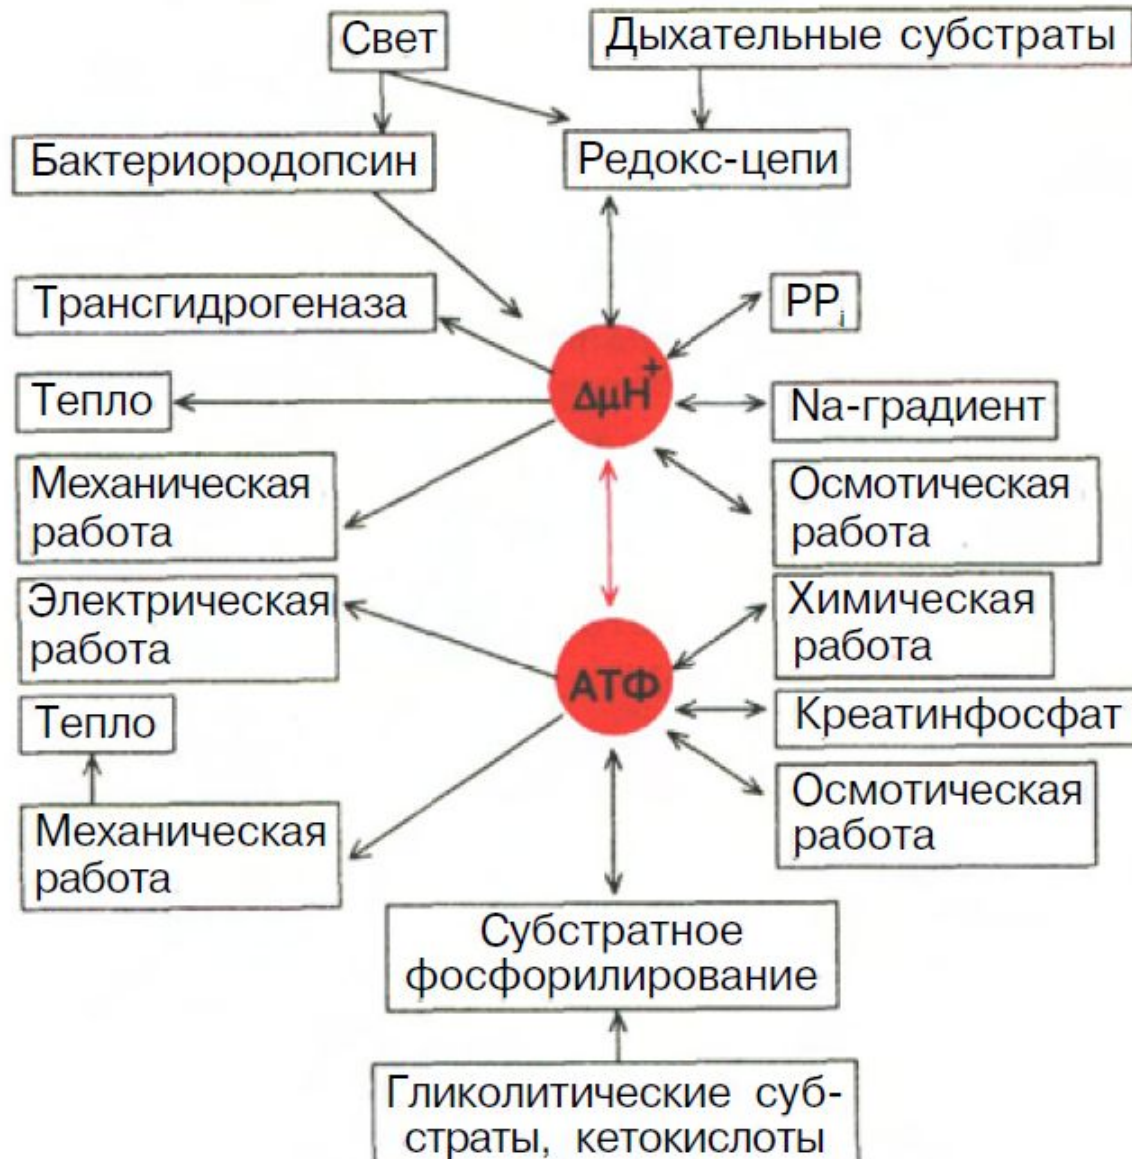 Свет
Дыхательные субстраты
Бактериородопсин
Редокс-цепи
Трансгидрогеназа
PPi
ΔμH+
Тепло
Na-градиент
Механическая
работа
Осмотическая
работа
Электрическая
работа
Химическая
работа
АТФ
Тепло
Креатинфосфат
Механическая
работа
Осмотическая
работа
Субстратное
фосфорилирование
Гликолитические суб-
страты, кетокислоты